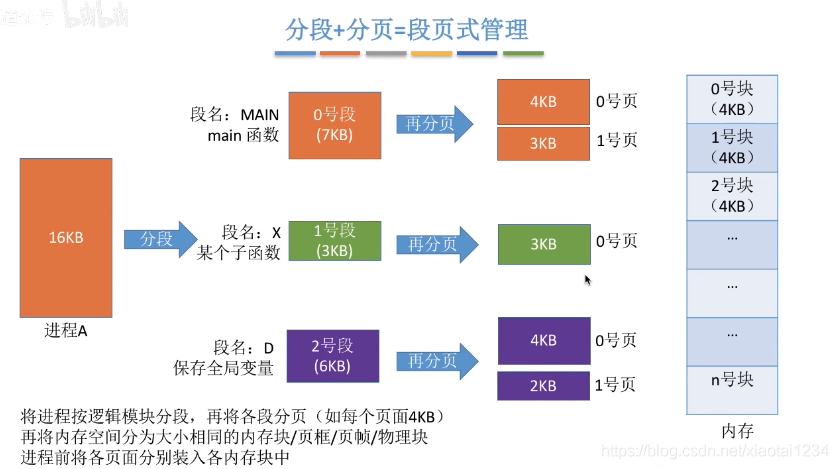 分段+分页=段页式管理
段名：MAIN
main 函数
0号段
(7KB)
再分页
4KB
0号页
3KB
1号页
16KB
进程A
分段
段名：X
某个子函数
1号段
(3KB)
再分页
3KB
0号页
段名：D
保存全局变量
2号段
(6KB)
再分页
4KB
0号页
2KB
1号页
0号块
（4KB）
1号块
（4KB）
2号块
（4KB）
...
...
...
n号块
内存
将进程按逻辑模块分段，再将各段分页（如每个页面4KB）
再将内存空间分为大小相同的内存块/页框/页帧/物理块
进程前将各页面分别装入各内存块中
https://blog.csdn.net/xiaotai1234